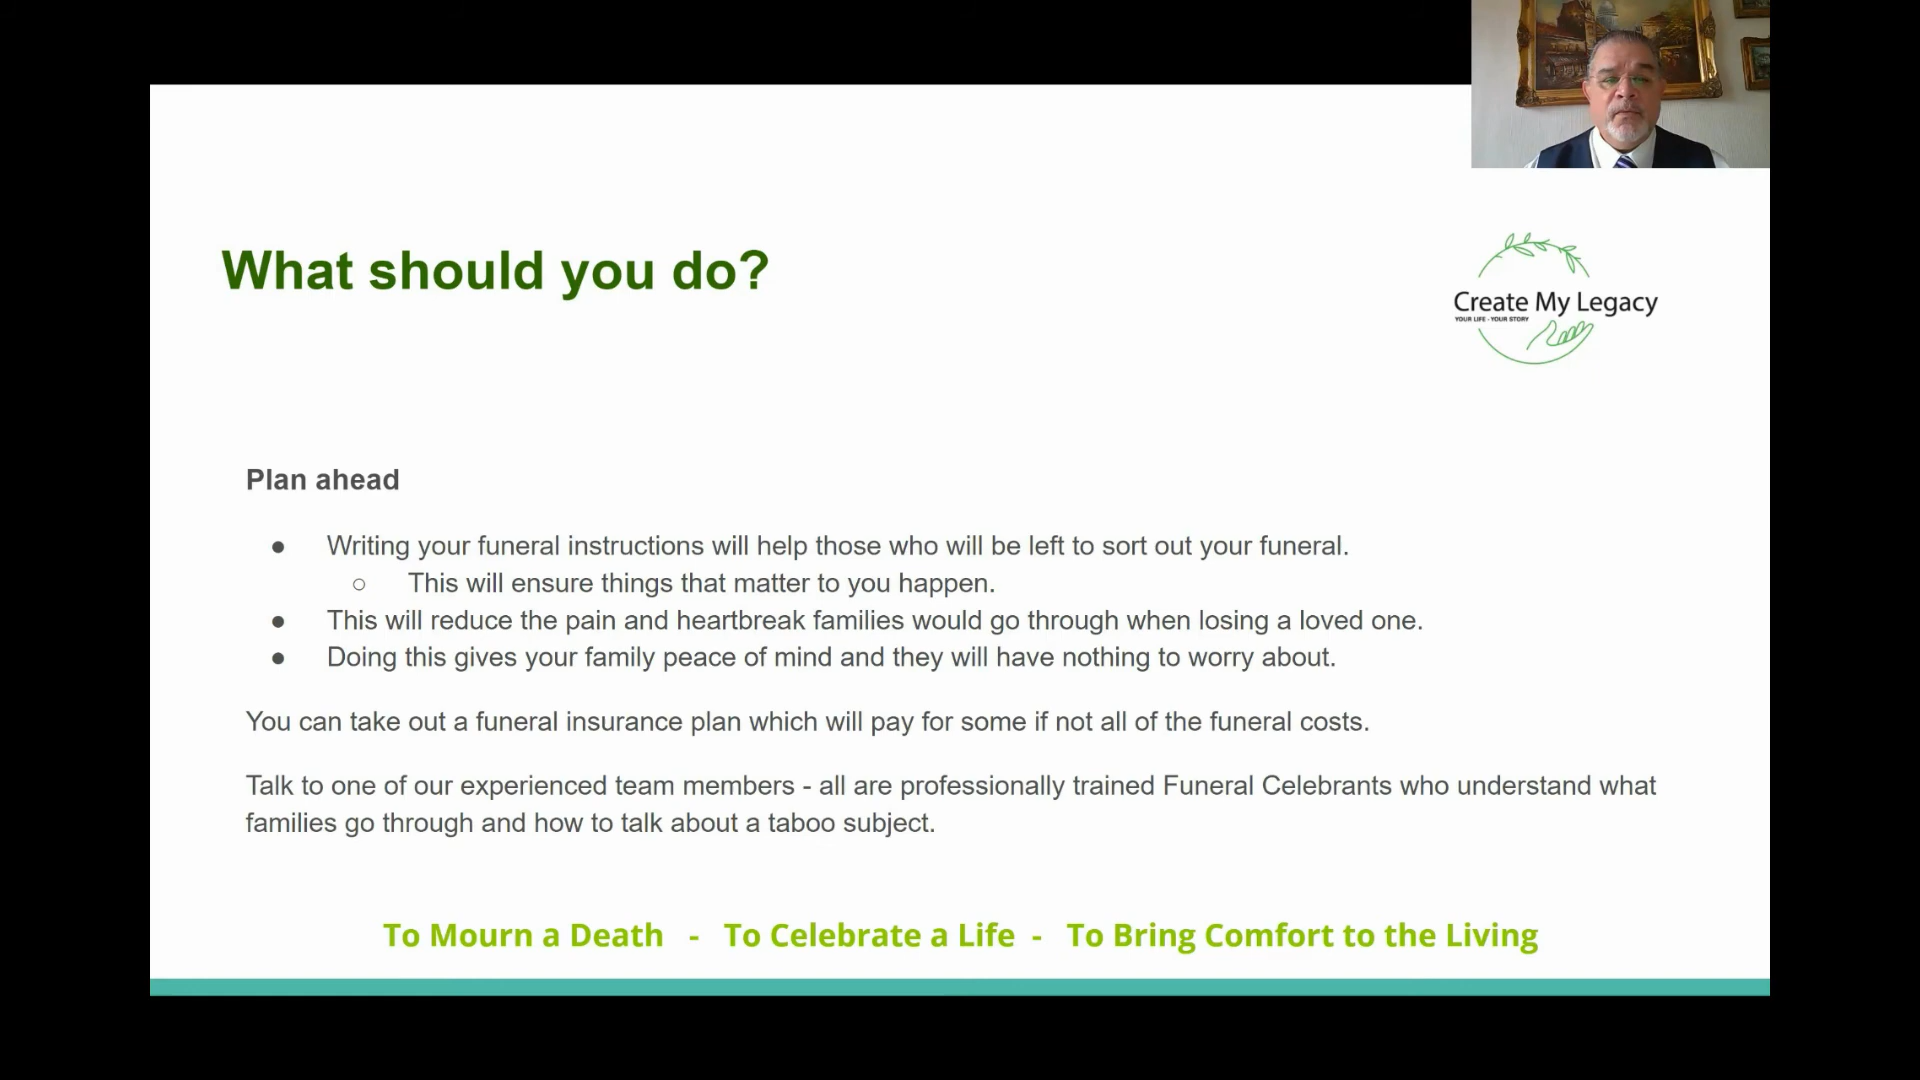 What should you do?
Create My Legacy
YOUR LIFE - YOUR STORY
Plan ahead
● Writing your funeral instructions will help those who will be left to sort out your funeral.
○ This will ensure things that matter to you happen.
● This will reduce the pain and heartbreak families would go through when losing a loved one.
● Doing this gives your family peace of mind and they will have nothing to worry about.
You can take out a funeral insurance plan which will pay for some if not all of the funeral costs.
Talk to one of our experienced team members - all are professionally trained Funeral Celebrants who understand what
families go through and how to talk about a taboo subject.
To Mourn a Death - To Celebrate a Life - To Bring Comfort to the Living